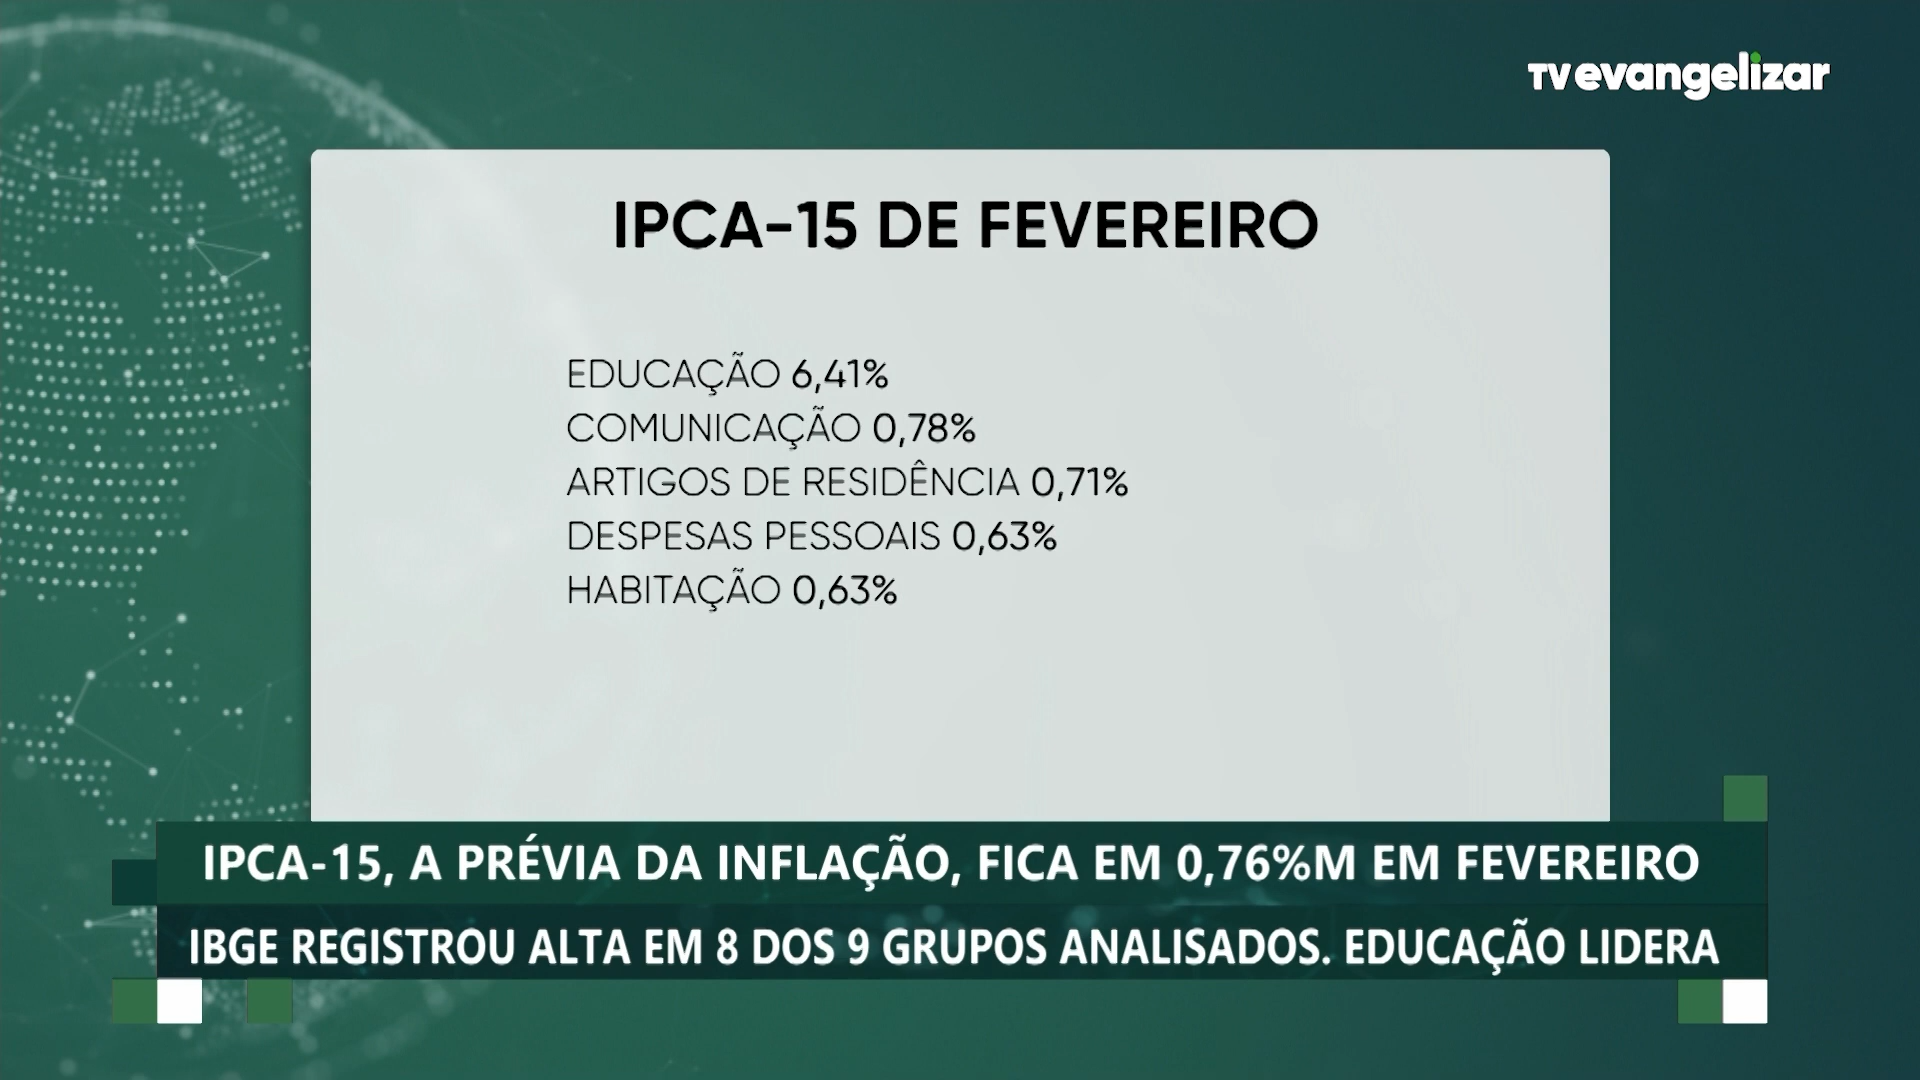 TV evangelizar
IPCA-15 DE FEVEREIRO
EDUCAÇÃO 6,41%
COMUNICAÇÃO 0,78%
ARTIGOS DE RESIDÊNCIA 0,71%
DESPESAS PESSOAIS 0,63%
HABITAÇÃO 0,63%
IPCA-15, A PRÉVIA DA INFLAÇÃO, FICA EM 0,76%M EM FEVEREIRO
IBGE REGISTROU ALTA EM 8 DOS 9 GRUPOS ANALISADOS. EDUCAÇÃO LIDERA